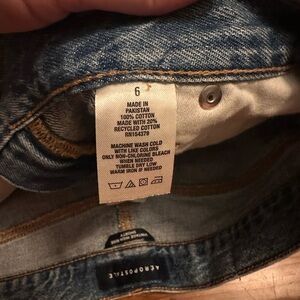 6
MADE IN
PAKISTAN
100% COTTON
MADE WITH 20%
RECYCLED COTTON
RN164379
MACHINE WASH COLD
WITH LIKE COLORS
ONLY NON-CHLORINE BLEACH
WHEN NEEDED
TUMBLE DRY LOW
WARM IRON IF NEEDED
AEROPOSTALE